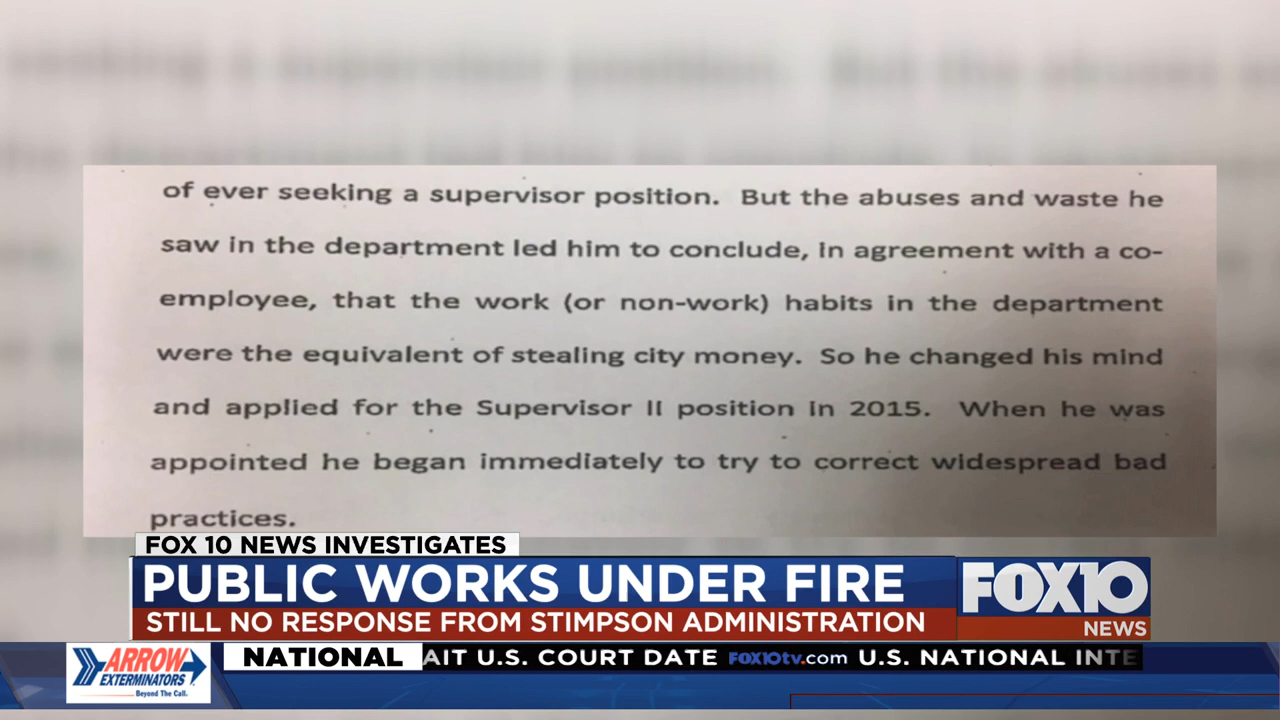 of ever seeking a supervisor position. But the abuses and waste he
saw in the department led him to conclude, in agreement with a co-
employee, that the work (or non-work) habits in the department
were the equivalent of stealing city money. So he changed his mind
and applied for the Supervisor II position in 2015. When he was
appointed he began immediately to try to correct widespread bad
practices.
FOX 10 NEWS INVESTIGATES
PUBLIC WORKS UNDER FIRE
STILL NO RESPONSE FROM STIMPSON ADMINISTRATION
FOX10
NEWS
ARROW
EXTERMINATORS
Beyond The Call.
NATIONAL AIT U.S. COURT DATE FOX10tv.com U.S. NATIONAL INTE